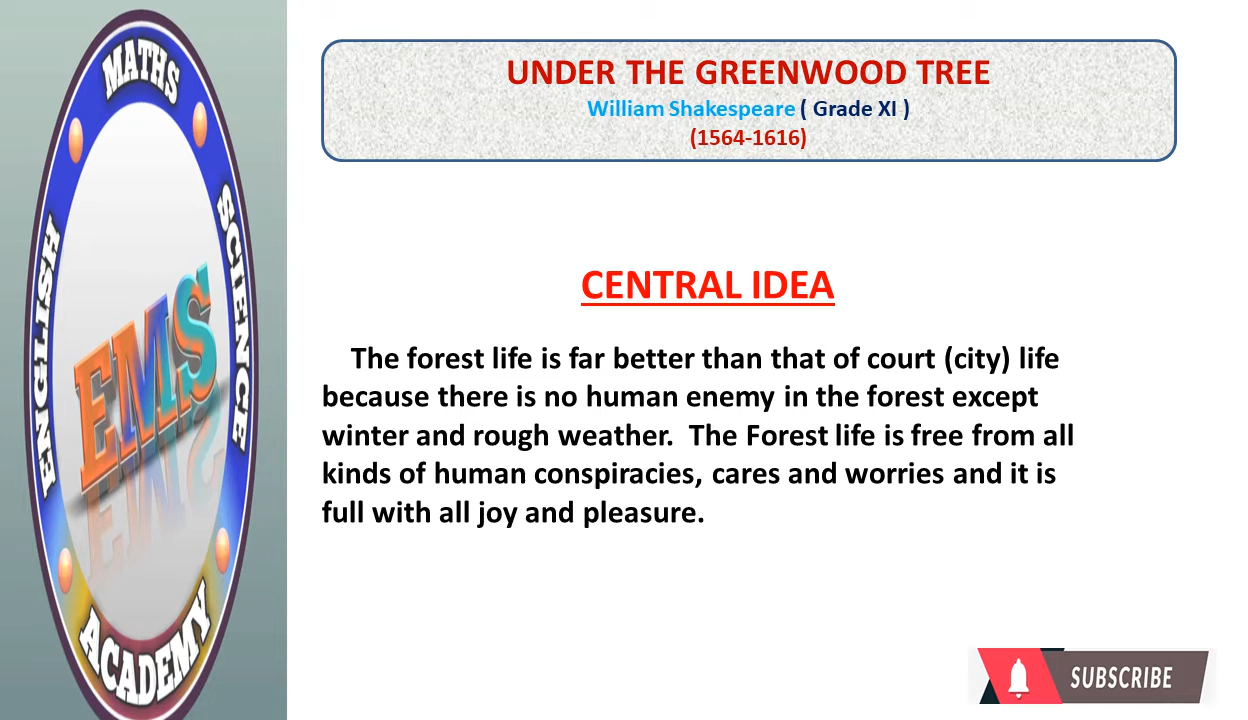 MATHS
SCIENCE
ENGLISH
EMS
ACADEMY
UNDER THE GREENWOOD TREE
William Shakespeare ( Grade XI )
(1564-1616)
CENTRAL IDEA
The forest life is far better than that of court (city) life
because there is no human enemy in the forest except
winter and rough weather. The Forest life is free from all
kinds of human conspiracies, cares and worries and it is
full with all joy and pleasure.
SUBSCRIBE